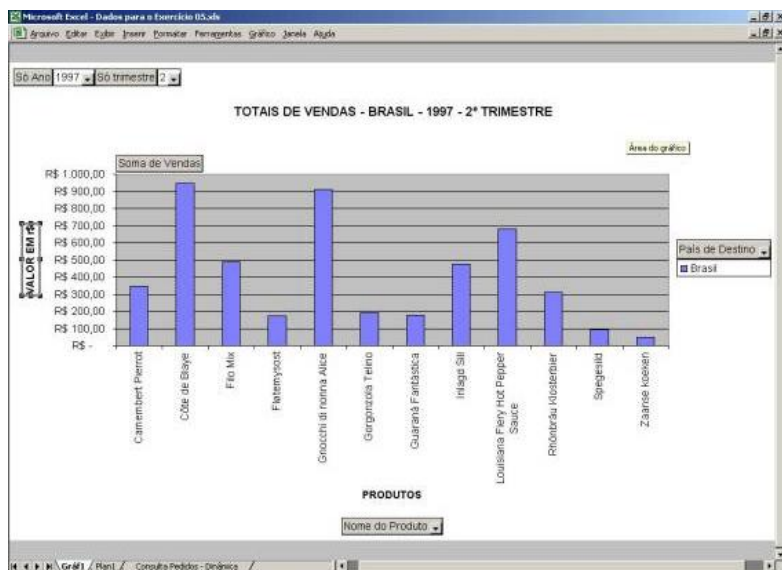 Microsoft Excel - Dados para o Exercício 05.xls
Arquivo Editar Exibir Inserir Formatar Ferramentas Gráfico Janela Ajuda
Só Ano 1997 Só trimestre 2
TOTAIS DE VENDAS - BRASIL - 1997 - 2º TRIMESTRE
Área do gráfico
Soma de Vendas
R$ 1.000,00
R$ 900,00
R$ 800,00
R$ 700,00
R$ 600,00
R$ 500,00
R$ 400,00
R$ 300,00
R$ 200,00
R$ 100,00
R$ -
VALOR EM r$
País de Destino
Brasil
Camembert Pierrot
Côte de Blaye
Filo Mix
Fløtemysost
Gnocchi di nonna Alice
Gorgonzola Telino
Guaraná Fantástica
Inlagd Sill
Louisiana Fiery Hot Pepper
Sauce
Rhönbräu Klosterbier
Spegesild
Zaanse koeken
PRODUTOS
Nome do Produto
Gráf1 Plan1 Consulta Pedidos - Dinâmica